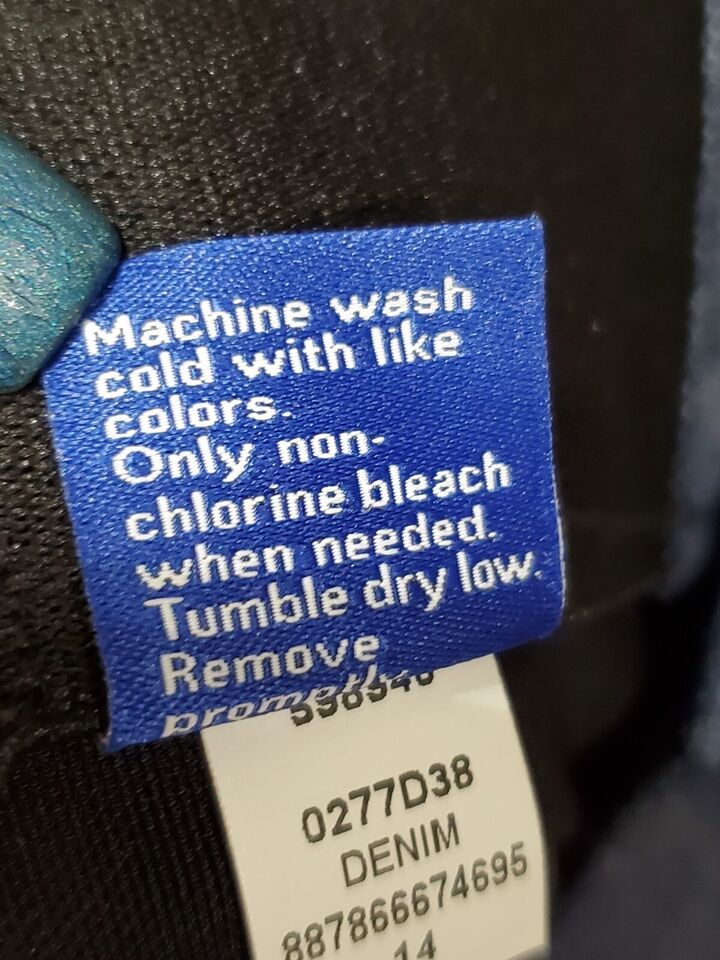 Machine wash
cold with like
colors.
Only non-
chlorine bleach
when needed.
Tumble dry low.
Remove
promptly
0277D38
DENIM
887866674695
14